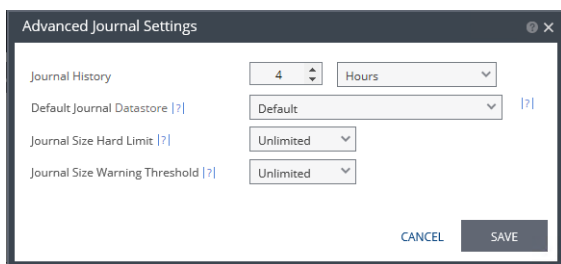 Advanced Journal Settings
Journal History 4 Hours
Default Journal Datastore |?| Default |?|
Journal Size Hard Limit |?| Unlimited
Journal Size Warning Threshold |?| Unlimited
CANCEL SAVE